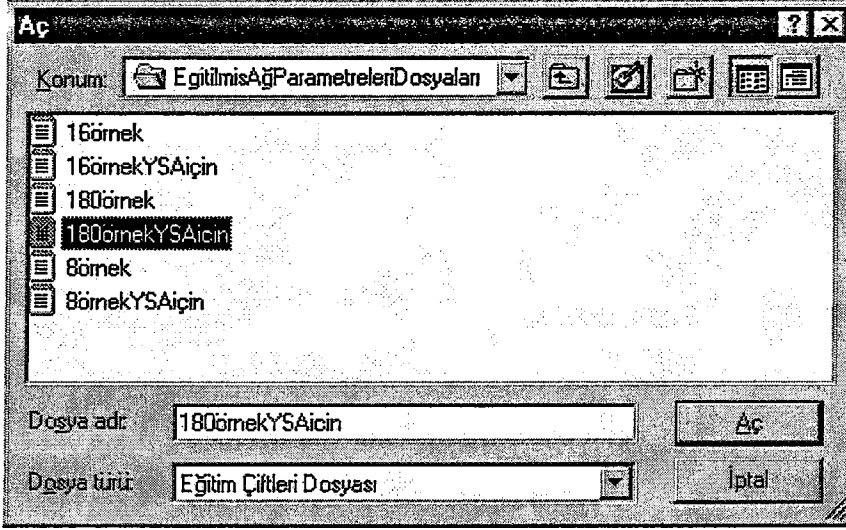 Aç
Konum: EgitilmisAğParametreleriDosyaları
16örnek
16örnekYSAiçin
180örnek
180örnekYSAicin
8örnek
8örnekYSAiçin
Dosya adı: 180örnekYSAicin Aç
Dosya türü: Eğitim Çiftleri Dosyası İptal